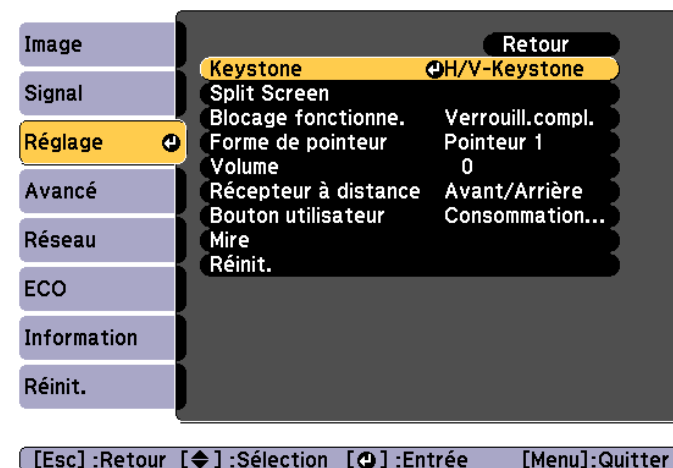 Image
Signal
Réglage
Avancé
Réseau
ECO
Information
Réinit.
Retour
Keystone H/V-Keystone
Split Screen
Blocage fonctionne. Verrouill.compl.
Forme de pointeur Pointeur 1
Volume 0
Récepteur à distance Avant/Arrière
Bouton utilisateur Consommation...
Mire
Réinit.
[Esc] :Retour [◆] :Sélection [⏎] :Entrée [Menu]:Quitter